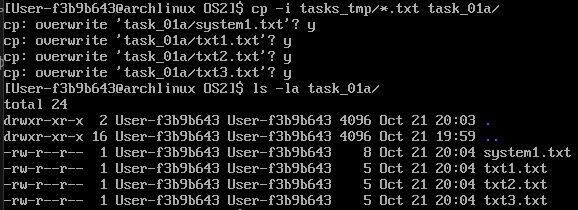 [User-f3b9b643@archlinux OS2]$ cp -i tasks_tmp/*.txt task_01a/
cp: overwrite 'task_01a/system1.txt'? y
cp: overwrite 'task_01a/txt1.txt'? y
cp: overwrite 'task_01a/txt2.txt'? y
cp: overwrite 'task_01a/txt3.txt'? y
[User-f3b9b643@archlinux OS2]$ ls -la task_01a/
total 24
drwxr-xr-x  2 User-f3b9b643 User-f3b9b643 4096 Oct 21 20:03 .
drwxr-xr-x 16 User-f3b9b643 User-f3b9b643 4096 Oct 21 19:59 ..
-rw-r--r--  1 User-f3b9b643 User-f3b9b643    8 Oct 21 20:04 system1.txt
-rw-r--r--  1 User-f3b9b643 User-f3b9b643    5 Oct 21 20:04 txt1.txt
-rw-r--r--  1 User-f3b9b643 User-f3b9b643    5 Oct 21 20:04 txt2.txt
-rw-r--r--  1 User-f3b9b643 User-f3b9b643    5 Oct 21 20:04 txt3.txt